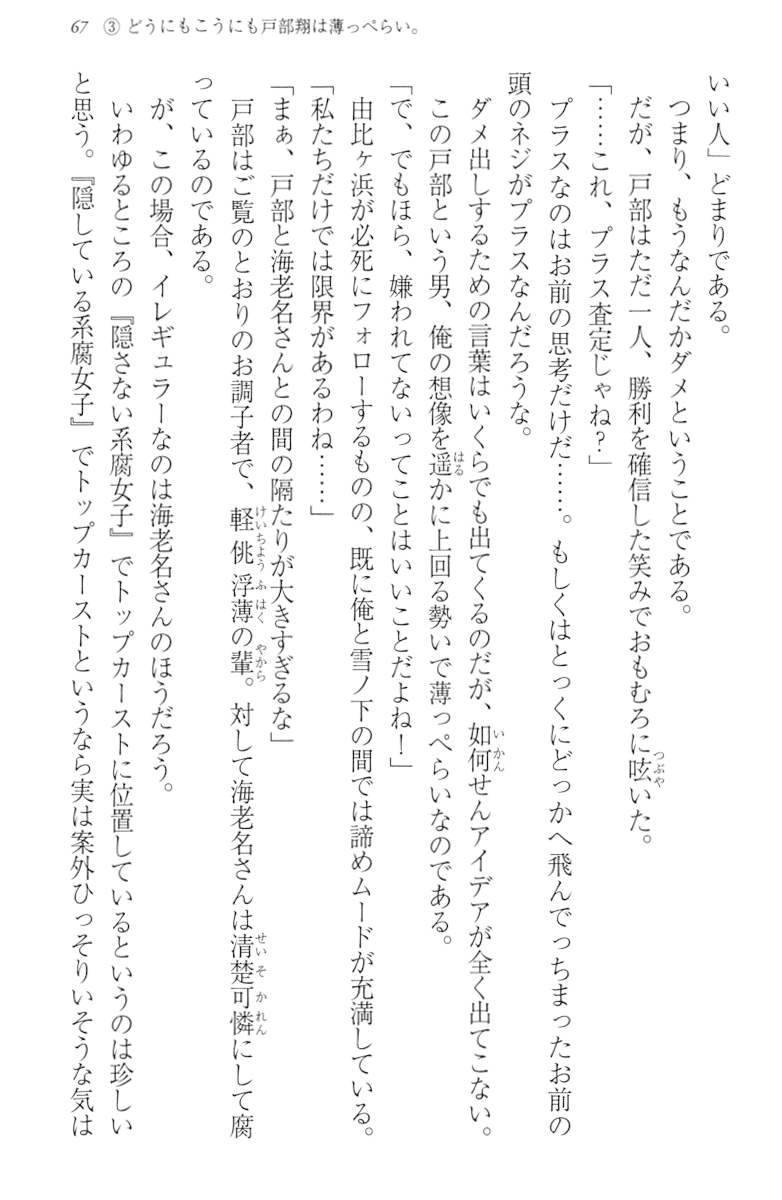 67 ③ どうにもこうにも戸部翔は薄っぺらい。
いい人」どまりである。
つまり、もうなんだかダメということである。
だが、戸部はただ一人、勝利を確信した笑みでおもむろに呟いた。
「……これ、プラス査定じゃね?」
プラスなのはお前の思考だけだ……。もしくはとっくにどっかへ飛んでっちまったお前の
頭のネジがプラスなんだろうな。
ダメ出しするための言葉はいくらでも出てくるのだが、如何せんアイデアが全く出てこない。
この戸部という男、俺の想像を遥かに上回る勢いで薄っぺらいなのである。
「で、でもほら、嫌われてないってことはいいことだよね!」
由比ヶ浜が必死にフォローするものの、既に俺と雪ノ下の間では諦めムードが充満している。
「私たちだけでは限界があるわね……」
「まぁ、戸部と海老名さんとの間の隔たりが大きすぎるな」
戸部はご覧のとおりのお調子者で、軽佻浮薄の輩。対して海老名さんは清楚可憐にして腐
っているのである。
が、この場合、イレギュラーなのは海老名さんのほうだろう。
いわゆるところの『隠さない系腐女子』でトップカーストに位置しているというのは珍しい
と思う。『隠している系腐女子』でトップカーストというなら実は案外ひっそりいそうな気は